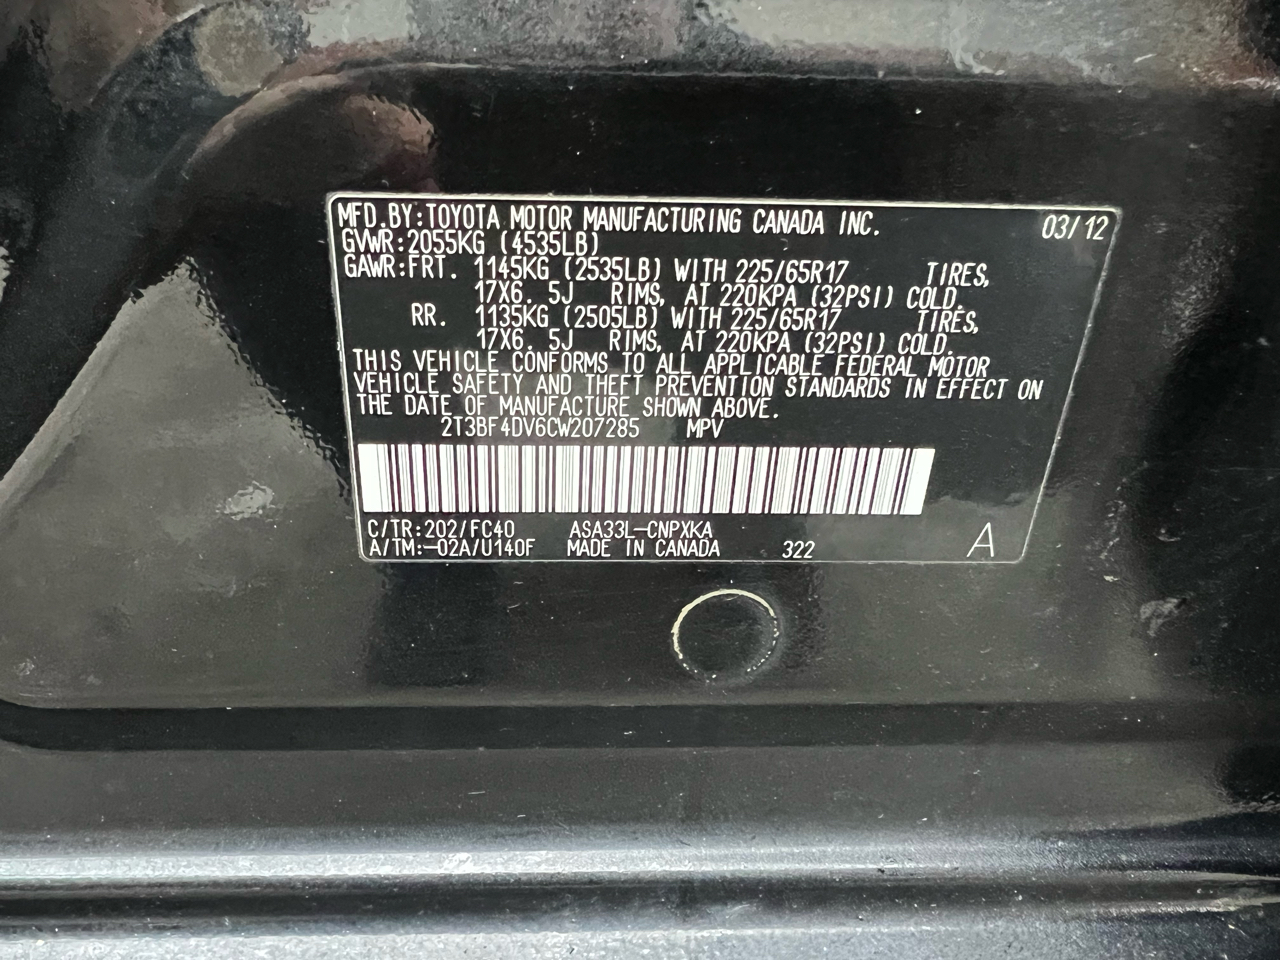 MFD.BY:TOYOTA MOTOR MANUFACTURING CANADA INC. 03/12
GVWR:2055KG (4535LB)
GAWR:FRT. 1145KG (2535LB) WITH 225/65R17 TIRES,
17X6. 5J RIMS, AT 220KPA (32PSI) COLD.
RR. 1135KG (2505LB) WITH 225/65R17 TIRES,
17X6. 5J RIMS, AT 220KPA (32PSI) COLD.
THIS VEHICLE CONFORMS TO ALL APPLICABLE FEDERAL MOTOR
VEHICLE SAFETY AND THEFT PREVENTION STANDARDS IN EFFECT ON
THE DATE OF MANUFACTURE SHOWN ABOVE.
2T3BF4DV6CW207285 MPV
C/TR:202/FC40 ASA33L-CNPXKA
A/TM:-02A/U140F MADE IN CANADA 322 A